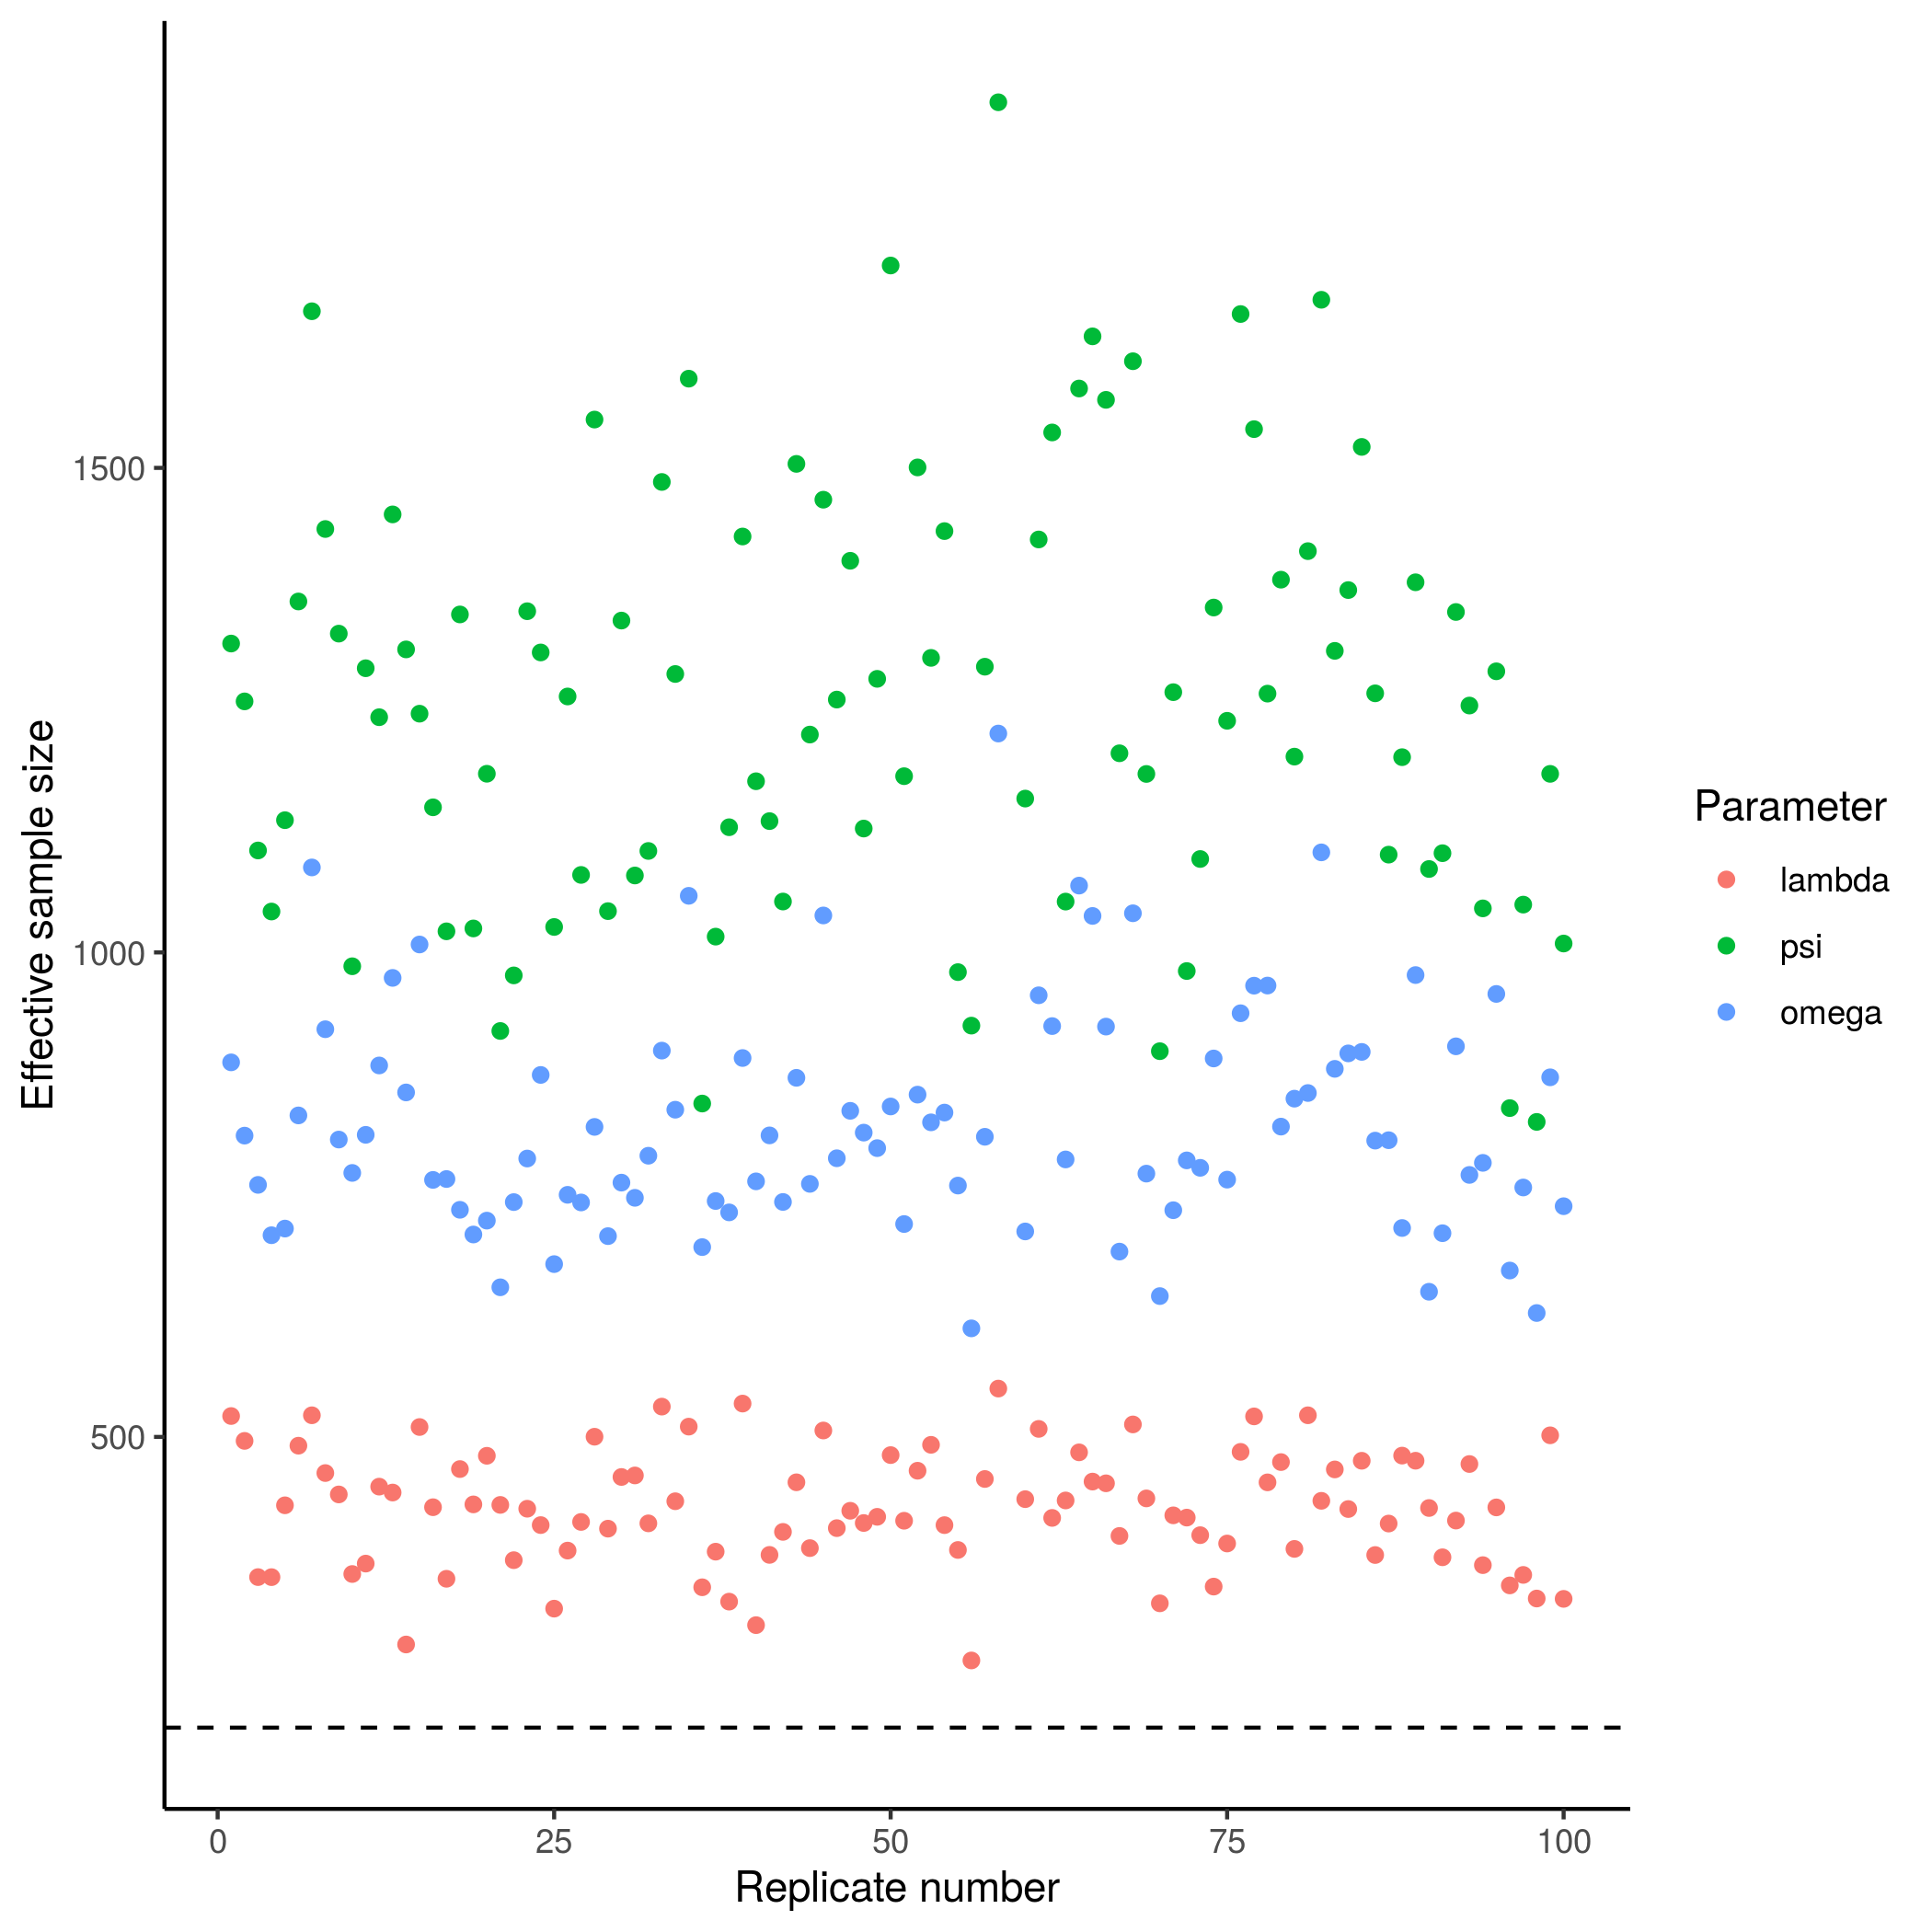 Effective sample size
1500
1000
500
0 25 50 75 100
Replicate number
Parameter
lambda
psi
omega